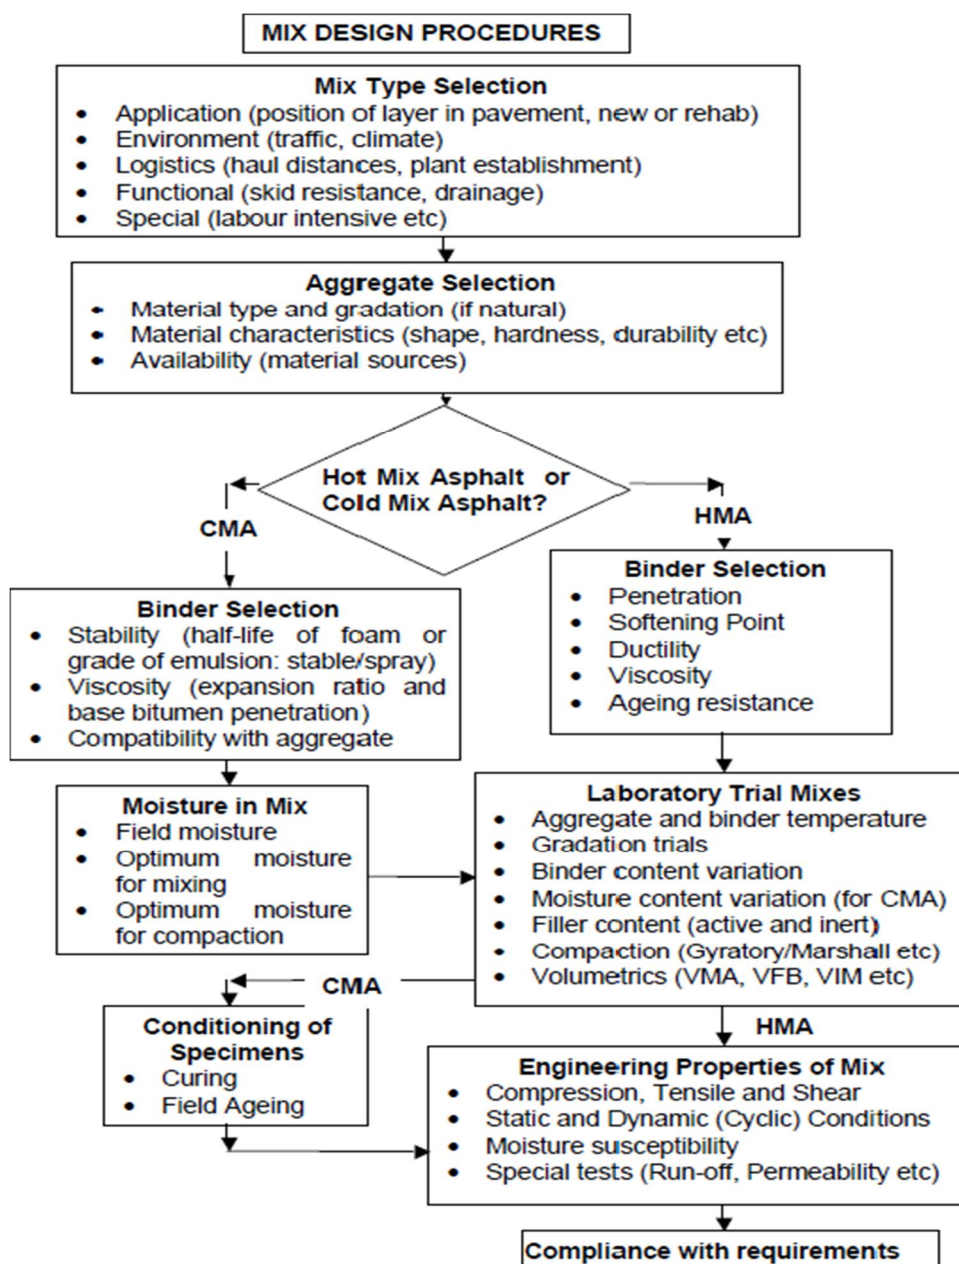 MIX DESIGN PROCEDURES
Mix Type Selection
• Application (position of layer in pavement, new or rehab)
• Environment (traffic, climate)
• Logistics (haul distances, plant establishment)
• Functional (skid resistance, drainage)
• Special (labour intensive etc)
Aggregate Selection
• Material type and gradation (if natural)
• Material characteristics (shape, hardness, durability etc)
• Availability (material sources)
Hot Mix Asphalt or
Cold Mix Asphalt?
CMA
HMA
Binder Selection
• Stability (half-life of foam or
grade of emulsion: stable/spray)
• Viscosity (expansion ratio and
base bitumen penetration)
• Compatibility with aggregate
Binder Selection
• Penetration
• Softening Point
• Ductility
• Viscosity
• Ageing resistance
Moisture in Mix
• Field moisture
• Optimum moisture
for mixing
• Optimum moisture
for compaction
Laboratory Trial Mixes
• Aggregate and binder temperature
• Gradation trials
• Binder content variation
• Moisture content variation (for CMA)
• Filler content (active and inert)
• Compaction (Gyratory/Marshall etc)
• Volumetrics (VMA, VFB, VIM etc)
CMA
HMA
Conditioning of
Specimens
• Curing
• Field Ageing
Engineering Properties of Mix
• Compression, Tensile and Shear
• Static and Dynamic (Cyclic) Conditions
• Moisture susceptibility
• Special tests (Run-off, Permeability etc)
Compliance with requirements